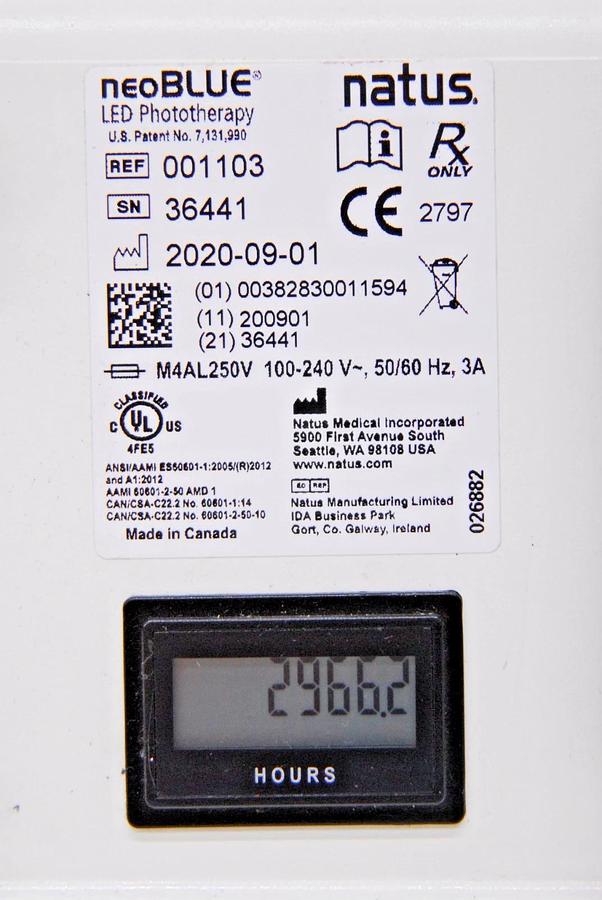 neoBLUE®
LED Phototherapy
U.S. Patent No. 7,131,990
natus.
Rx
ONLY
REF 001103
SN 36441
CE 2797
2020-09-01
(01) 00382830011594
(11) 200901
(21) 36441
M4AL250V 100-240 V~, 50/60 Hz, 3A
CLASSIFIED
C UL US
4FE5
ANSI/AAMI ES60601-1:2005/(R)2012
and A1:2012
AAMI 60601-2-50 AMD 1
CAN/CSA-C22.2 No. 60601-1:14
CAN/CSA-C22.2 No. 60601-2-50-10
Made in Canada
Natus Medical Incorporated
5900 First Avenue South
Seattle, WA 98108 USA
www.natus.com
EC REP
Natus Manufacturing Limited
IDA Business Park
Gort, Co. Galway, Ireland
026882
2966.2
HOURS